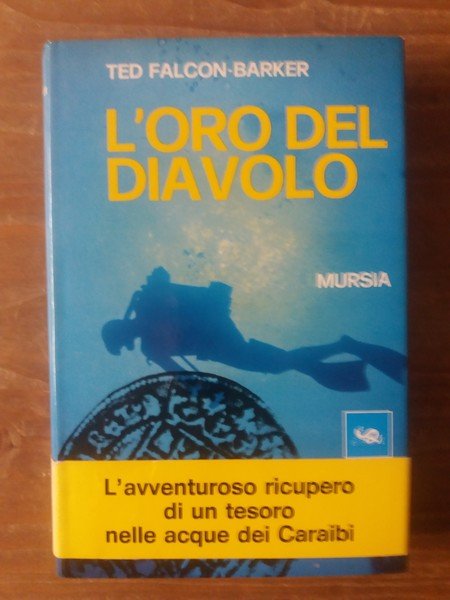 TED FALCON-BARKER
L'ORO DEL
DIAVOLO
MURSIA
L'avventuroso ricupero
di un tesoro
nelle acque dei Caraibi